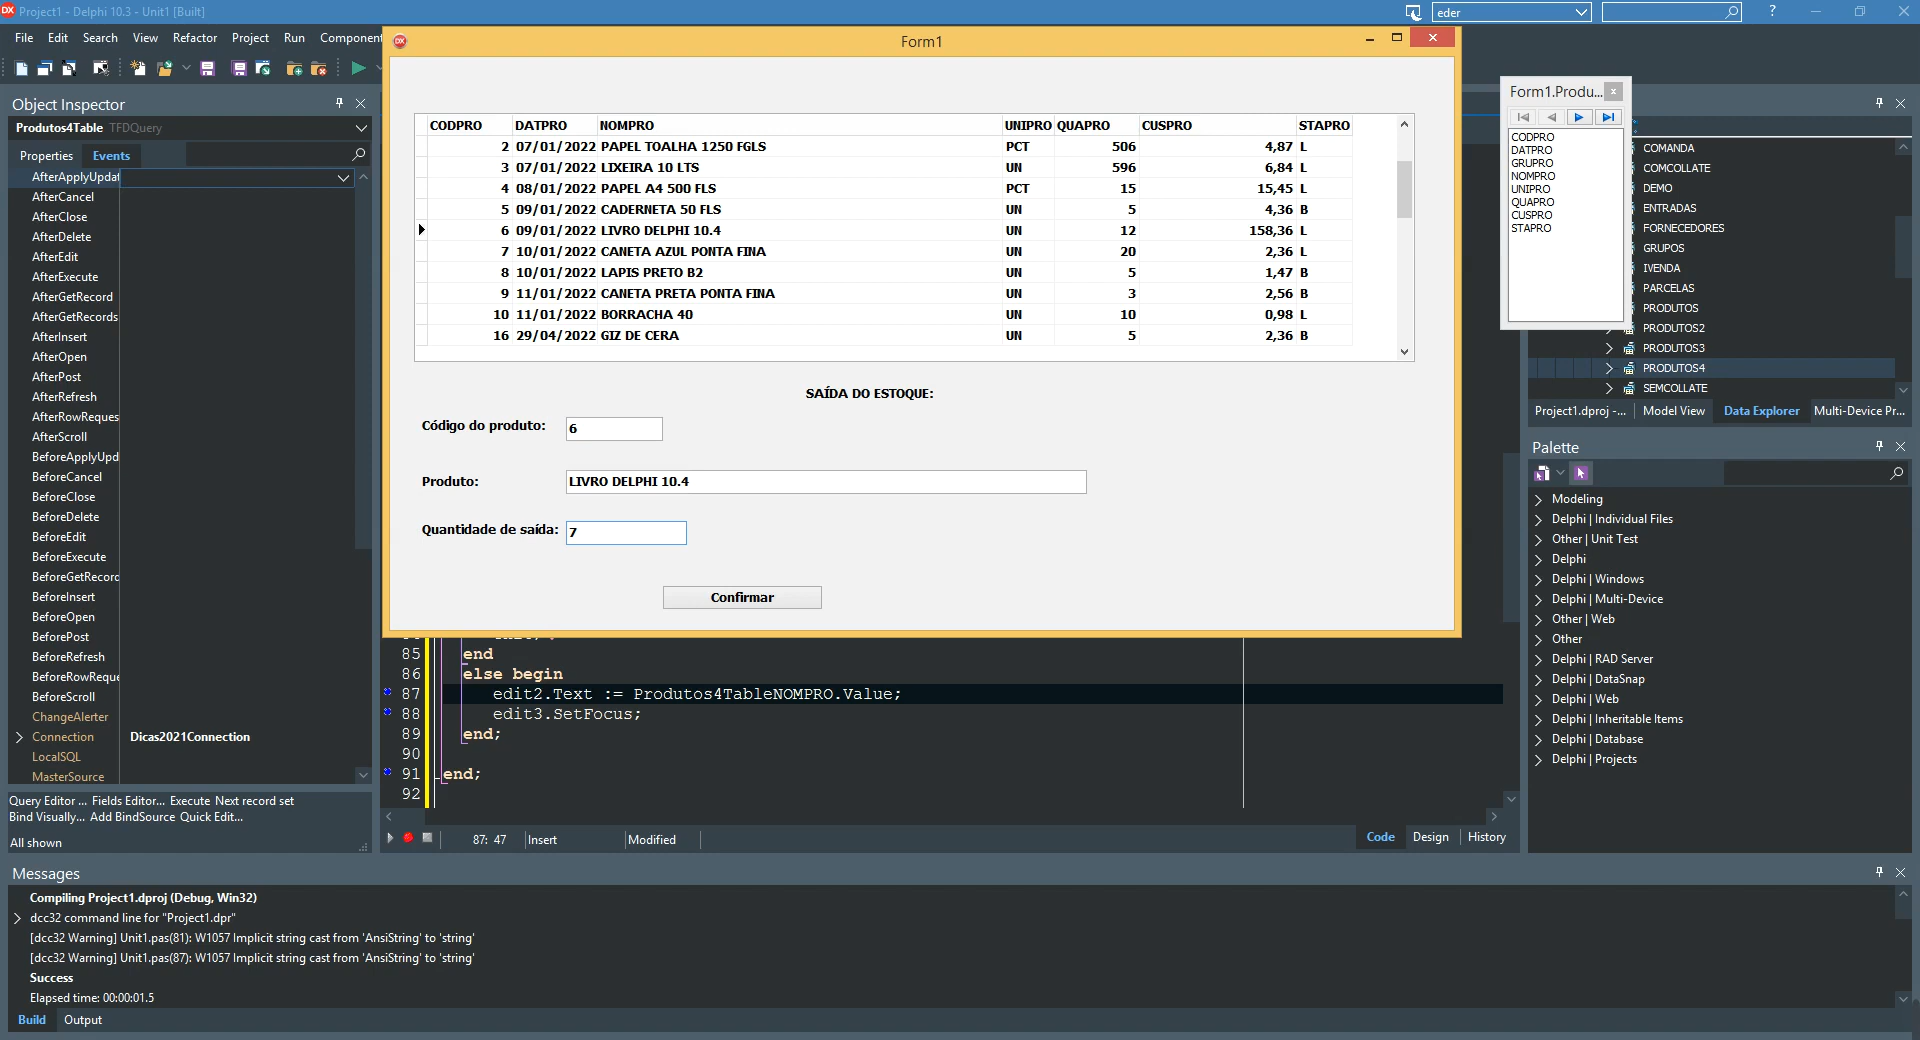 Project1 - Delphi 10.3 - Unit1 [Built]
eder
?
File Edit Search View Refactor Project Run Component
Form1
Object Inspector
Produtos4Table TFDQuery
Properties Events
AfterApplyUpdat
AfterCancel
AfterClose
AfterDelete
AfterEdit
AfterExecute
AfterGetRecord
AfterGetRecords
AfterInsert
AfterOpen
AfterPost
AfterRefresh
AfterRowReques
AfterScroll
BeforeApplyUpd
BeforeCancel
BeforeClose
BeforeDelete
BeforeEdit
BeforeExecute
BeforeGetRecord
BeforeInsert
BeforeOpen
BeforePost
BeforeRefresh
BeforeRowReque
BeforeScroll
ChangeAlerter
Connection Dicas2021Connection
LocalSQL
MasterSource
Query Editor ... Fields Editor... Execute Next record set
Bind Visually... Add BindSource Quick Edit...
All shown
CODPRO DATPRO NOMPRO UNIPRO QUAPRO CUSPRO STAPRO
2 07/01/2022 PAPEL TOALHA 1250 FGLS PCT 506 4,87 L
3 07/01/2022 LIXEIRA 10 LTS UN 596 6,84 L
4 08/01/2022 PAPEL A4 500 FLS PCT 15 15,45 L
5 09/01/2022 CADERNETA 50 FLS UN 5 4,36 B
6 09/01/2022 LIVRO DELPHI 10.4 UN 12 158,36 L
7 10/01/2022 CANETA AZUL PONTA FINA UN 20 2,36 L
8 10/01/2022 LAPIS PRETO B2 UN 5 1,47 B
9 11/01/2022 CANETA PRETA PONTA FINA UN 3 2,56 B
10 11/01/2022 BORRACHA 40 UN 10 0,98 L
16 29/04/2022 GIZ DE CERA UN 5 2,36 B
SAÍDA DO ESTOQUE:
Código do produto: 6
Produto: LIVRO DELPHI 10.4
Quantidade de saída: 7
Confirmar
85 end
86 else begin
87 edit2.Text := Produtos4TableNOMPRO.Value;
88 edit3.SetFocus;
89 end;
90
91 end;
92
87: 47 Insert Modified
Code Design History
Form1.Produ...
CODPRO
DATPRO
GRUPRO
NOMPRO
UNIPRO
QUAPRO
CUSPRO
STAPRO
COMANDA
COMCOLLATE
DEMO
ENTRADAS
FORNECEDORES
GRUPOS
IVENDA
PARCELAS
PRODUTOS
PRODUTOS2
PRODUTOS3
PRODUTOS4
SEMCOLLATE
Project1.dproj -... Model View Data Explorer Multi-Device Pr...
Palette
Modeling
Delphi | Individual Files
Other | Unit Test
Delphi
Delphi | Windows
Delphi | Multi-Device
Other | Web
Other
Delphi | RAD Server
Delphi | DataSnap
Delphi | Web
Delphi | Inheritable Items
Delphi | Database
Delphi | Projects
Messages
Compiling Project1.dproj (Debug, Win32)
dcc32 command line for "Project1.dpr"
[dcc32 Warning] Unit1.pas(81): W1057 Implicit string cast from 'AnsiString' to 'string'
[dcc32 Warning] Unit1.pas(87): W1057 Implicit string cast from 'AnsiString' to 'string'
Success
Elapsed time: 00:00:01.5
Build Output